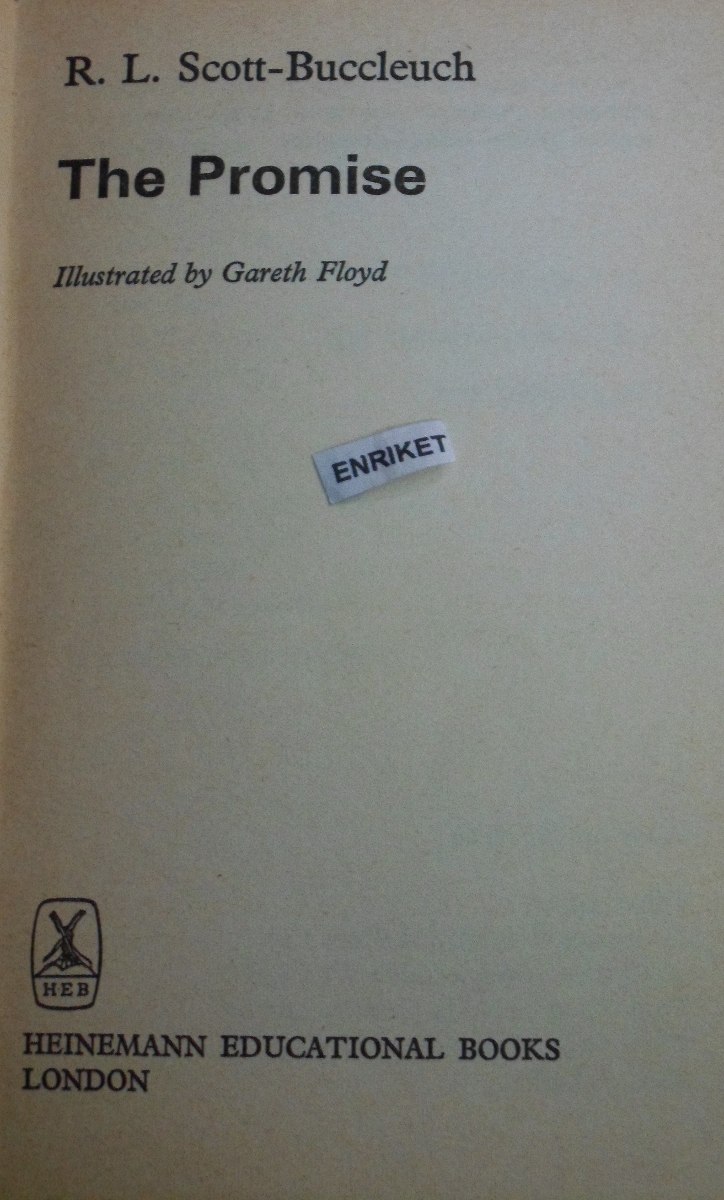 R. L. Scott-Buccleuch
The Promise
Illustrated by Gareth Floyd
ENRIKET
HEB
HEINEMANN EDUCATIONAL BOOKS
LONDON